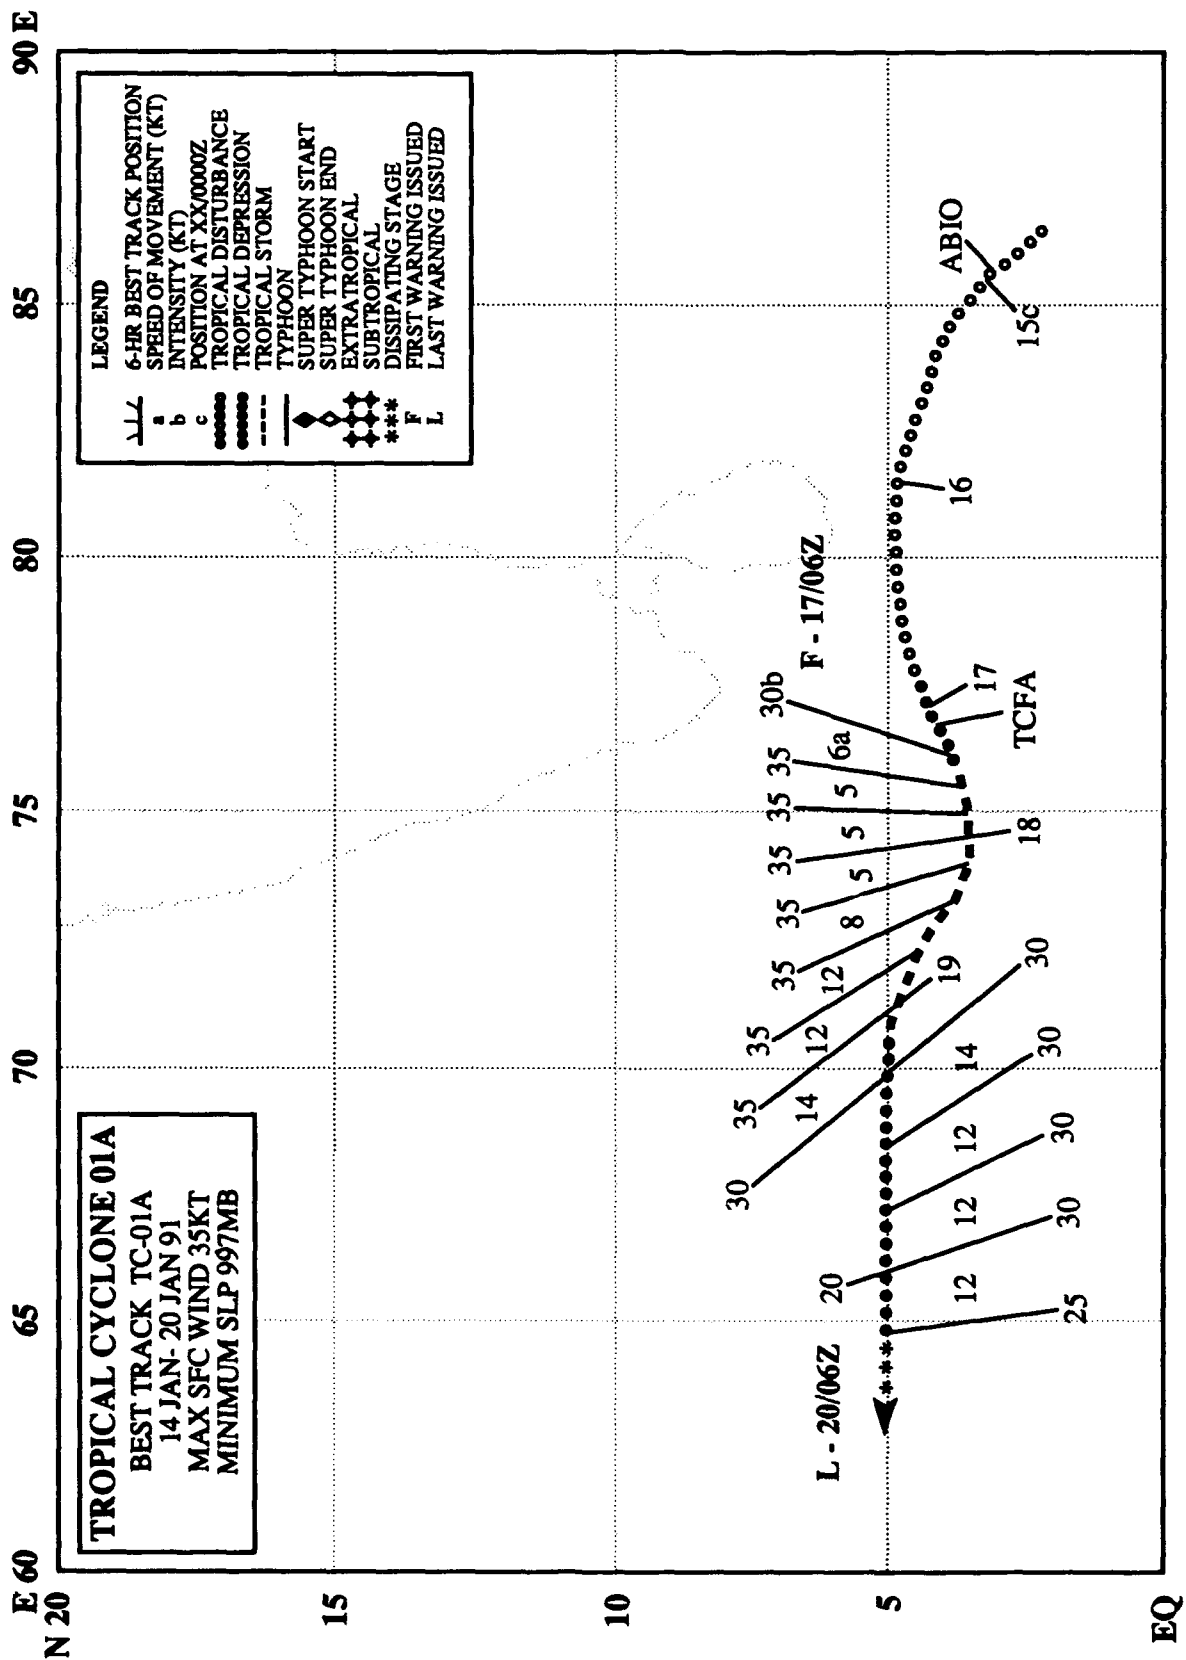 TROPICAL CYCLONE 01A
BEST TRACK TC-01A
14 JAN- 20 JAN 91
MAX SFC WIND 35KT
MINIMUM SLP 997MB
LEGEND
6-HR BEST TRACK POSITION
a SPEED OF MOVEMENT (KT)
b INTENSITY (KT)
c POSITION AT XX/0000Z
TROPICAL DISTURBANCE
TROPICAL DEPRESSION
TROPICAL STORM
TYPHOON
SUPER TYPHOON START
SUPER TYPHOON END
EXTRATROPICAL
SUBTROPICAL
*** DISSIPATING STAGE
F FIRST WARNING ISSUED
L LAST WARNING ISSUED
E 60 65 70 75 80 85 90 E
N 20
15
10
5
EQ
L - 20/06Z
F - 17/06Z
30 35 35 35 35 35 35 35 30b
20
14 12 12 8 5 5 5 6a
12 12 12 14
25 30 30 30 30
19
18
17
TCFA
16
15c
ABIO